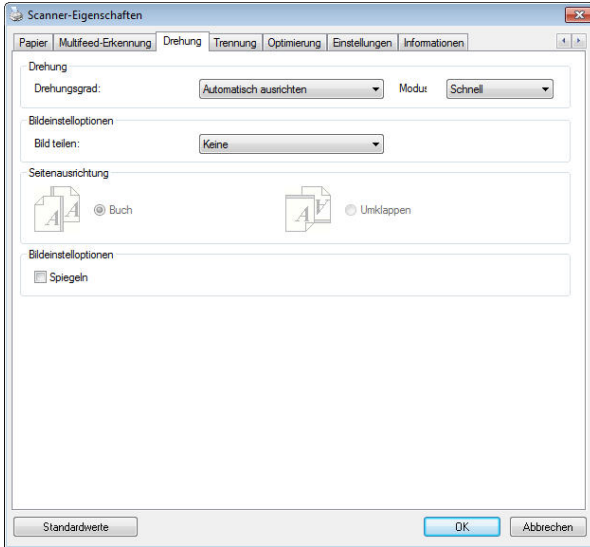 Scanner-Eigenschaften
Papier Multifeed-Erkennung Drehung Trennung Optimierung Einstellungen Informationen
Drehung
Drehungsgrad: Automatisch ausrichten Modus Schnell
Bildeinstelloptionen
Bild teilen: Keine
Seitenausrichtung
A A Buch A A Umklappen
Bildeinstelloptionen
Spiegeln
Standardwerte OK Abbrechen